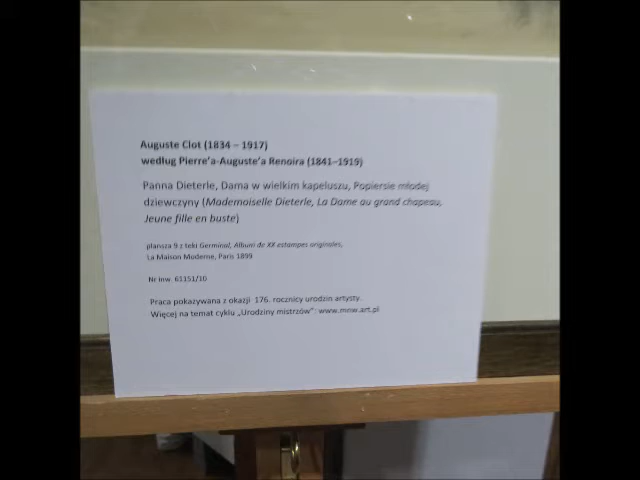 Auguste Clot (1834 – 1917)
według Pierre'a-Auguste'a Renoira (1841–1919)
Panna Dieterle, Dama w wielkim kapeluszu, Popiersie młodej
dziewczyny (Mademoiselle Dieterle, La Dame au grand chapeau,
Jeune fille en buste)
plansza 9 z teki Germinal, Album de XX estampes originales,
La Maison Moderne, Paris 1899
Nr inw. 61151/10
Praca pokazywana z okazji 176. rocznicy urodzin artysty.
Więcej na temat cyklu „Urodziny mistrzów": www.mnw.art.pl